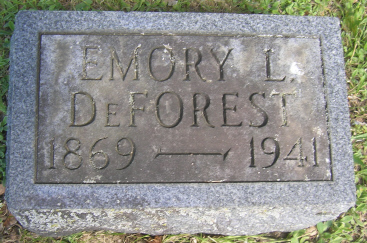 EMORY L.
DeFOREST
1869 — 1941